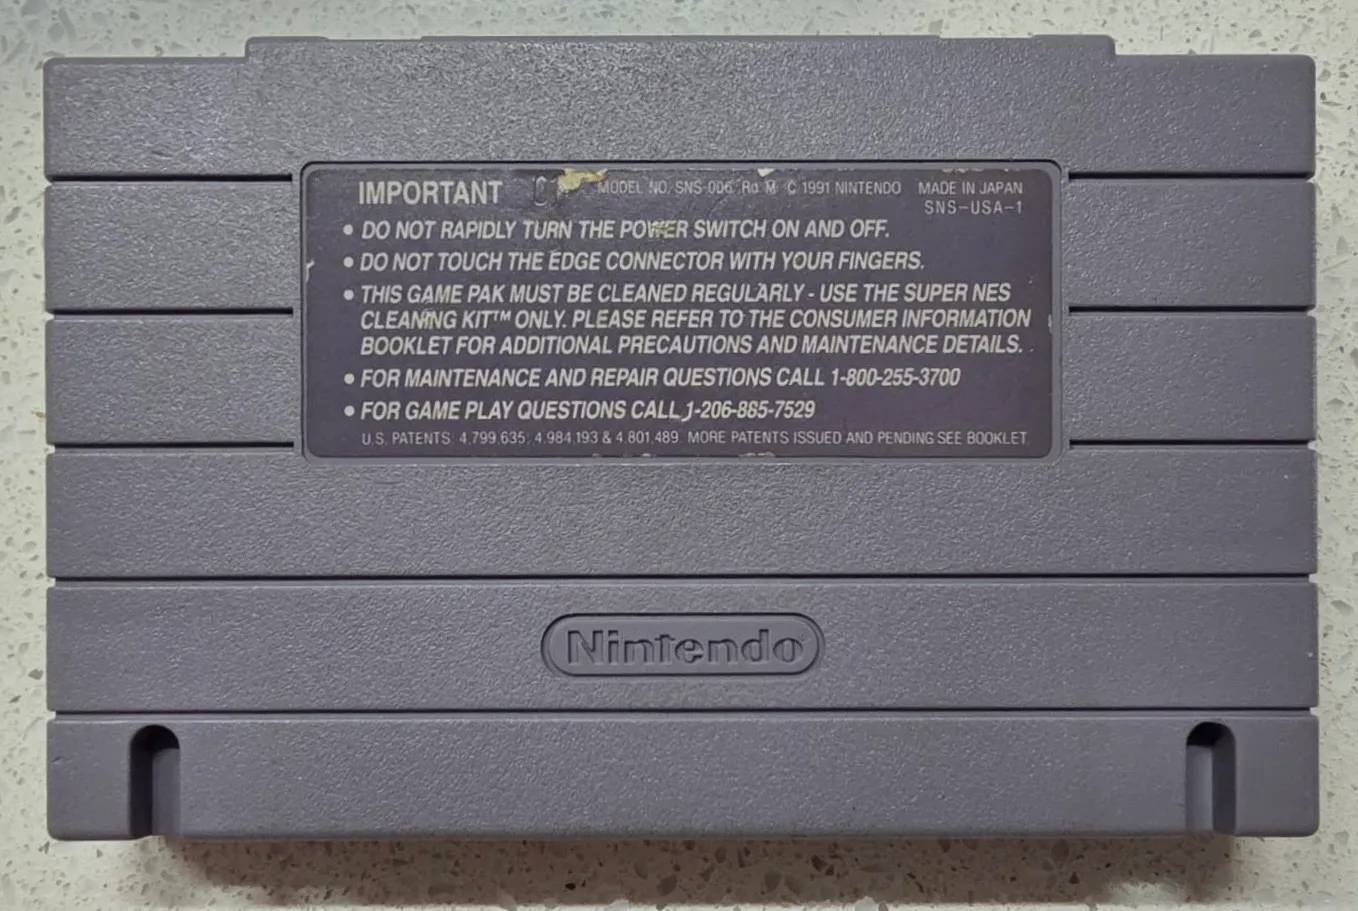 IMPORTANT MODEL NO. SNS-006 © 1991 NINTENDO MADE IN JAPAN
SNS-USA-1
• DO NOT RAPIDLY TURN THE POWER SWITCH ON AND OFF.
• DO NOT TOUCH THE EDGE CONNECTOR WITH YOUR FINGERS.
• THIS GAME PAK MUST BE CLEANED REGULARLY - USE THE SUPER NES
CLEANING KIT™ ONLY. PLEASE REFER TO THE CONSUMER INFORMATION
BOOKLET FOR ADDITIONAL PRECAUTIONS AND MAINTENANCE DETAILS.
• FOR MAINTENANCE AND REPAIR QUESTIONS CALL 1-800-255-3700
• FOR GAME PLAY QUESTIONS CALL 1-206-885-7529
U.S. PATENTS: 4,799,635; 4,984,193 & 4,801,489. MORE PATENTS ISSUED AND PENDING SEE BOOKLET.
Nintendo